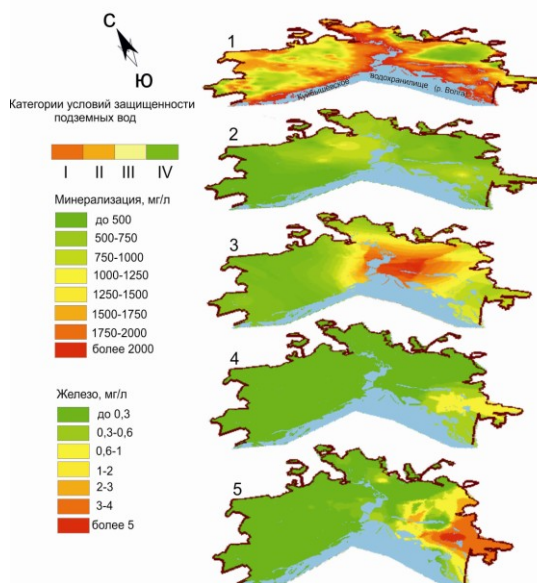 С
Ю
Категории условий защищенности
подземных вод
I II III IV
Минерализация, мг/л
до 500
500-750
750-1000
1000-1250
1250-1500
1500-1750
1750-2000
более 2000
Железо, мг/л
до 0,3
0,3-0,6
0,6-1
1-2
2-3
3-4
более 5
1
Куйбышевское водохранилище (р. Волга)
2
3
4
5